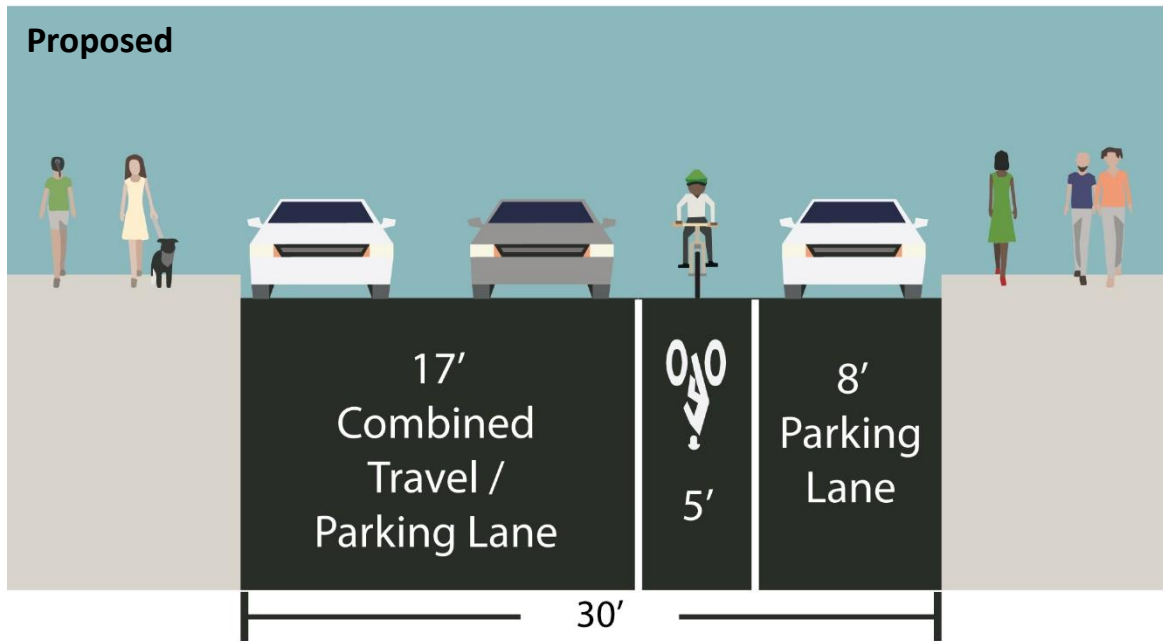 Proposed
17’
Combined
Travel /
Parking Lane
5’
8’
Parking
Lane
30’